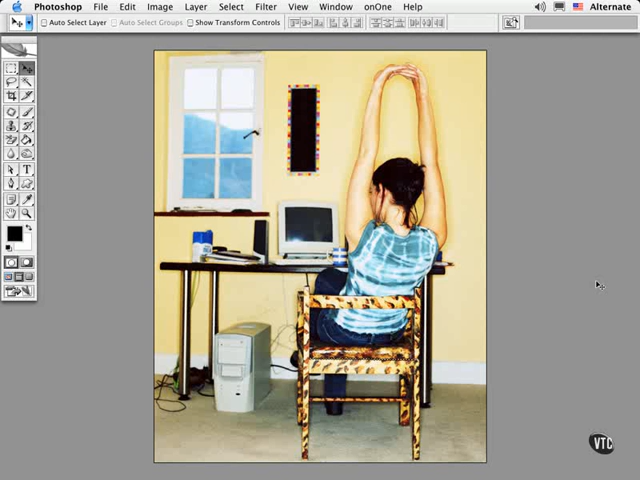 Photoshop File Edit Image Layer Select Filter View Window onOne Help Alternate
Auto Select Layer Auto Select Groups Show Transform Controls
T
VTC